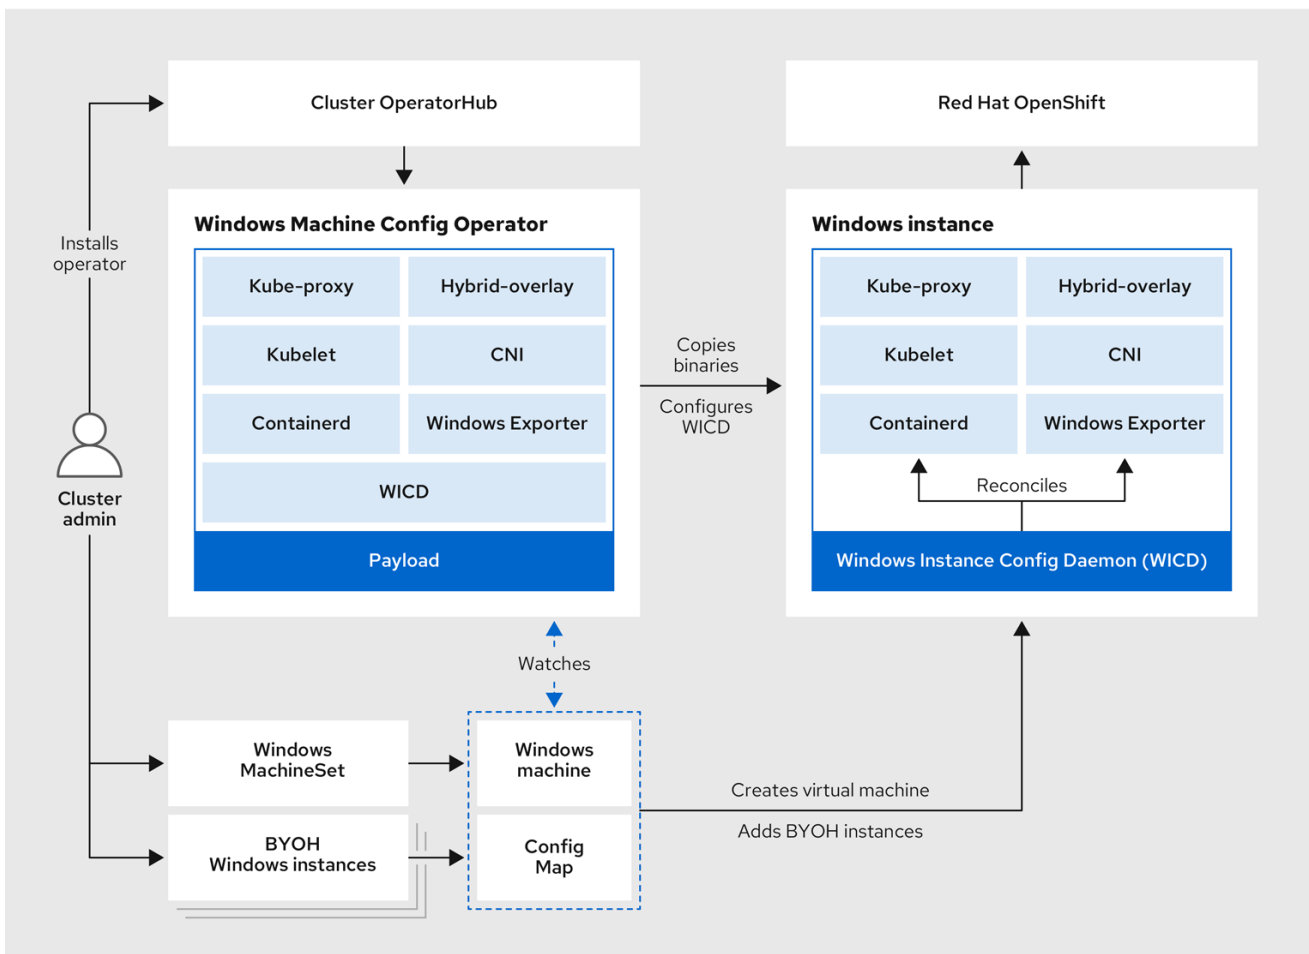 Cluster OperatorHub
Red Hat OpenShift
Installs
operator
Cluster
admin
Windows Machine Config Operator
Kube-proxy
Hybrid-overlay
Kubelet
CNI
Containerd
Windows Exporter
WICD
Payload
Copies
binaries
Configures
WICD
Windows instance
Kube-proxy
Hybrid-overlay
Kubelet
CNI
Containerd
Windows Exporter
Reconciles
Windows Instance Config Daemon (WICD)
Watches
Windows
MachineSet
Windows
machine
BYOH
Windows instances
Config
Map
Creates virtual machine
Adds BYOH instances